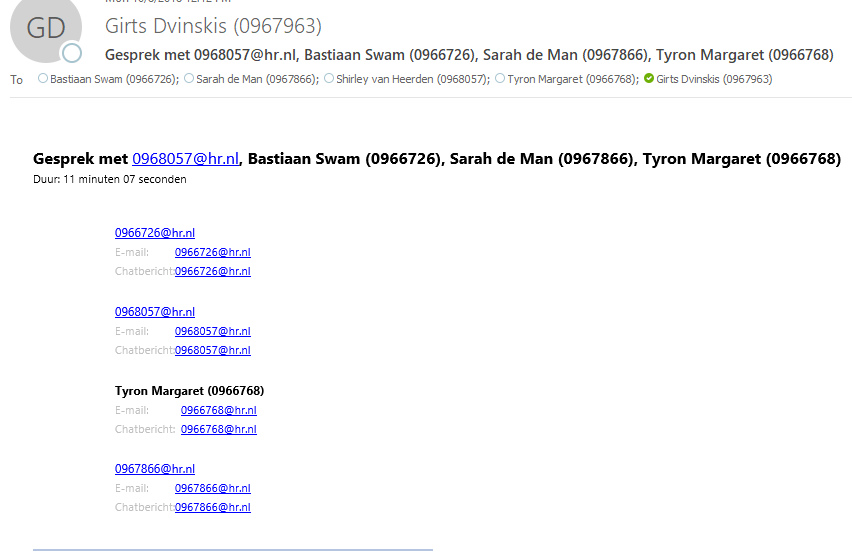 GD
Girts Dvinskis (0967963)
Gesprek met 0968057@hr.nl, Bastiaan Swam (0966726), Sarah de Man (0967866), Tyron Margaret (0966768)
To Bastiaan Swam (0966726); Sarah de Man (0967866); Shirley van Heerden (0968057); Tyron Margaret (0966768); Girts Dvinskis (0967963)
Gesprek met 0968057@hr.nl, Bastiaan Swam (0966726), Sarah de Man (0967866), Tyron Margaret (0966768)
Duur: 11 minuten 07 seconden
0966726@hr.nl
E-mail: 0966726@hr.nl
Chatbericht: 0966726@hr.nl
0968057@hr.nl
E-mail: 0968057@hr.nl
Chatbericht: 0968057@hr.nl
Tyron Margaret (0966768)
E-mail: 0966768@hr.nl
Chatbericht: 0966768@hr.nl
0967866@hr.nl
E-mail: 0967866@hr.nl
Chatbericht: 0967866@hr.nl